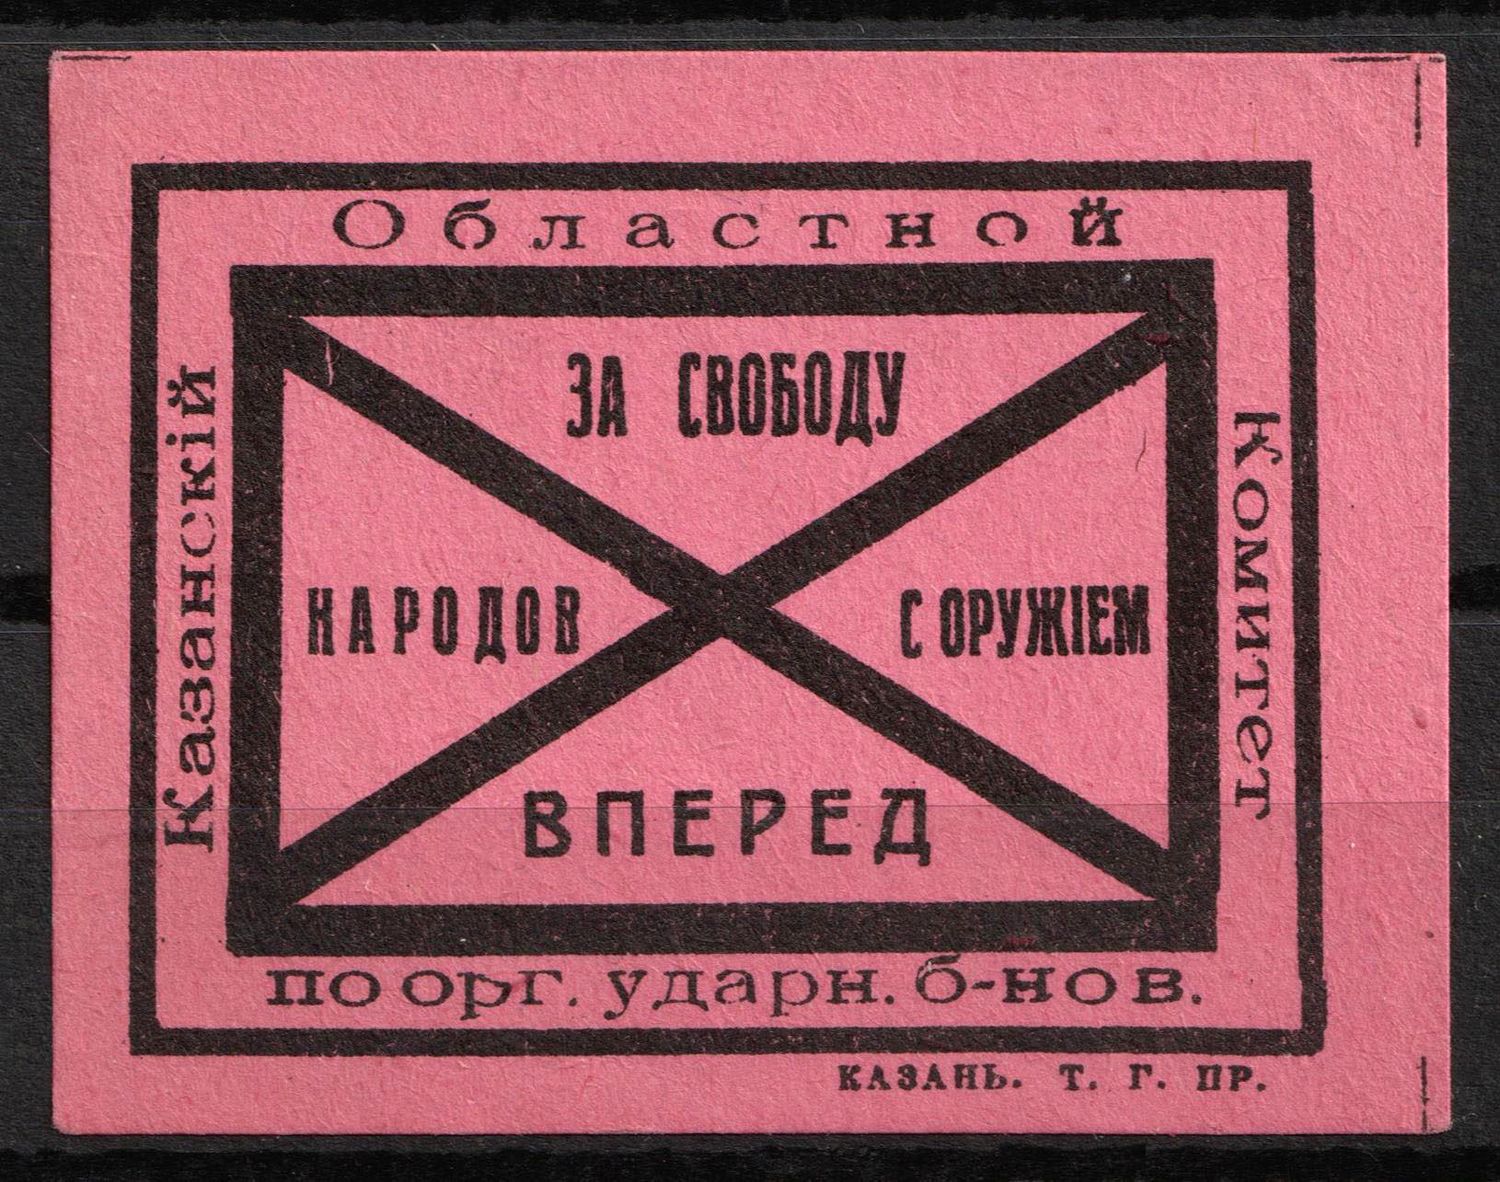 Казанскій
Областной
Комитет
по орг. ударн. б-нов.
ЗА СВОБОДУ
НАРОДОВ
С ОРУЖІЕМ
ВПЕРЕД
КАЗАНЬ. Т. Г. ПР.